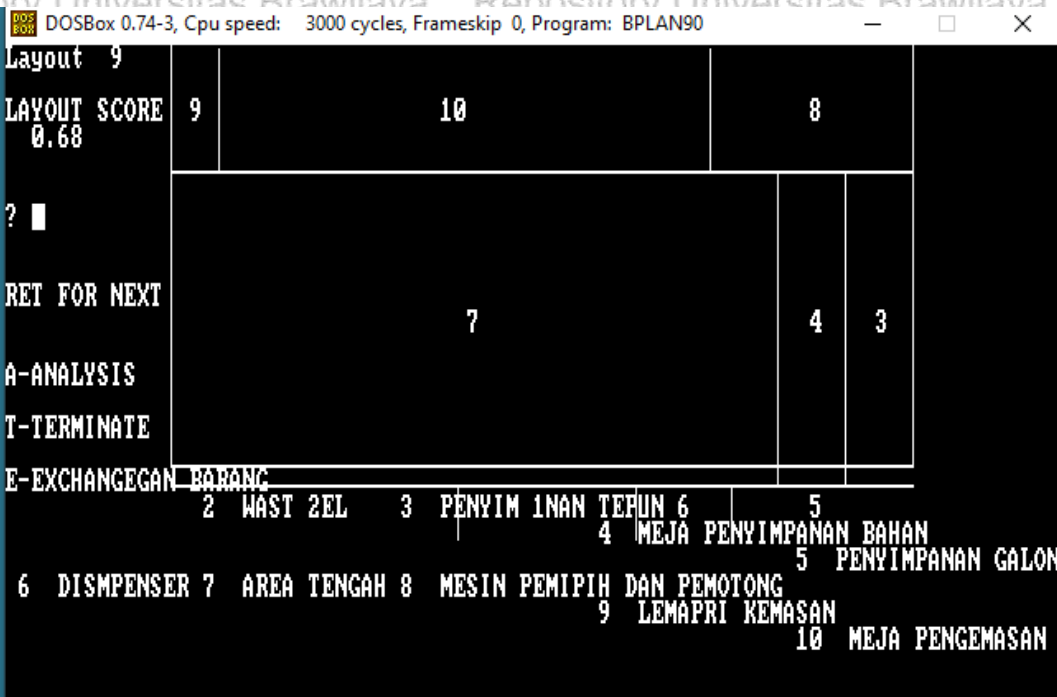 Repository Universitas Brawijaya
DOSBox 0.74-3, Cpu speed: 3000 cycles, Frameskip 0, Program: BPLAN90
Layout 9
LAYOUT SCORE 9 10 8
0.68
?
RET FOR NEXT
7 4 3
A-ANALYSIS
T-TERMINATE
E-EXCHANGEGAN BARANG
2 WAST 2EL 3 PENYIM 1NAN TEPUN 6 5
4 MEJA PENYIMPANAN BAHAN
5 PENYIMPANAN GALON
6 DISMPENSER 7 AREA TENGAH 8 MESIN PEMIPIH DAN PEMOTONG
9 LEMAPRI KEMASAN
10 MEJA PENGEMASAN